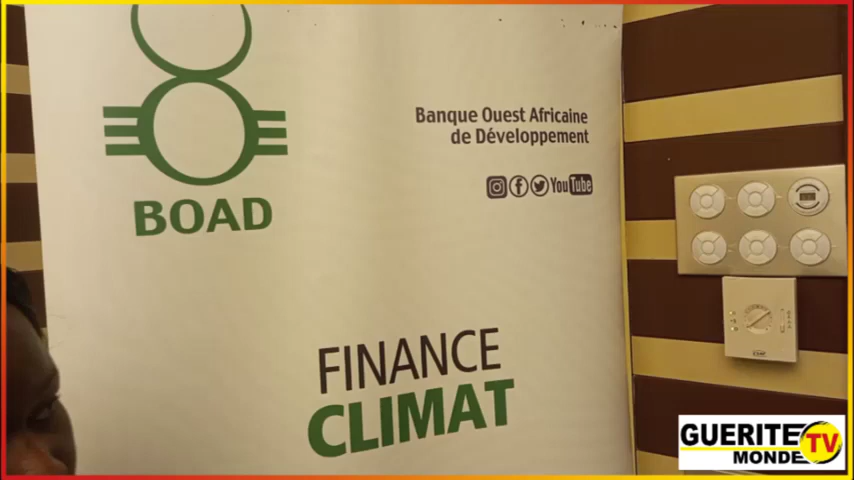 BOAD
Banque Ouest Africaine
de Développement
YouTube
FINANCE
CLIMAT
GUERITE TV
MONDE